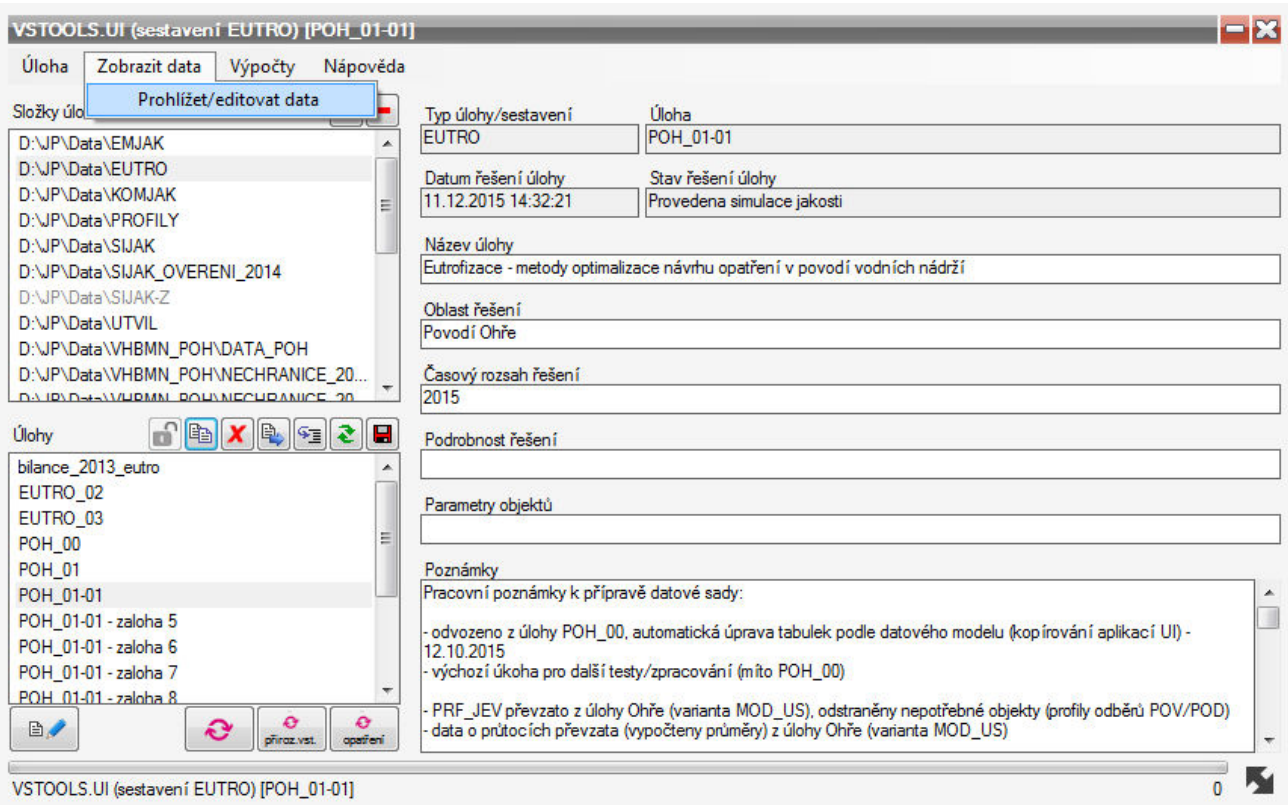 VSTOOLS.UI (sestavení EUTRO) [POH_01-01]
Úloha Zobrazit data Výpočty Nápověda
Prohlížet/editovat data
Složky úlo
D:\JP\Data\EMJAK
D:\JP\Data\EUTRO
D:\JP\Data\KOMJAK
D:\JP\Data\PROFILY
D:\JP\Data\SIJAK
D:\JP\Data\SIJAK_OVERENI_2014
D:\JP\Data\SIJAK-Z
D:\JP\Data\UTVIL
D:\JP\Data\VHBMN_POH\DATA_POH
D:\JP\Data\VHBMN_POH\NECHRANICE_20...
D:\JP\Data\VHBMN_POH\NECHRANICE_20
Úlohy
bilance_2013_eutro
EUTRO_02
EUTRO_03
POH_00
POH_01
POH_01-01
POH_01-01 - zaloha 5
POH_01-01 - zaloha 6
POH_01-01 - zaloha 7
POH_01-01 - zaloha 8
přiroz.vst.
opatření
Typ úlohy/sestavení Úloha
EUTRO POH_01-01
Datum řešení úlohy Stav řešení úlohy
11.12.2015 14:32:21 Provedena simulace jakosti
Název úlohy
Eutrofizace - metody optimalizace návrhu opatření v povodí vodních nádrží
Oblast řešení
Povodí Ohře
Časový rozsah řešení
2015
Podrobnost řešení
Parametry objektů
Poznámky
Pracovní poznámky k přípravě datové sady:
- odvozeno z úlohy POH_00, automatická úprava tabulek podle datového modelu (kopírování aplikací UI) -
12.10.2015
- výchozí úkoha pro další testy/zpracování (míto POH_00)
- PRF_JEV převzato z úlohy Ohře (varianta MOD_US), odstraněny nepotřebné objekty (profily odběrů POV/POD)
- data o průtocích převzata (vypočteny průměry) z úlohy Ohře (varianta MOD_US)
VSTOOLS.UI (sestavení EUTRO) [POH_01-01] 0